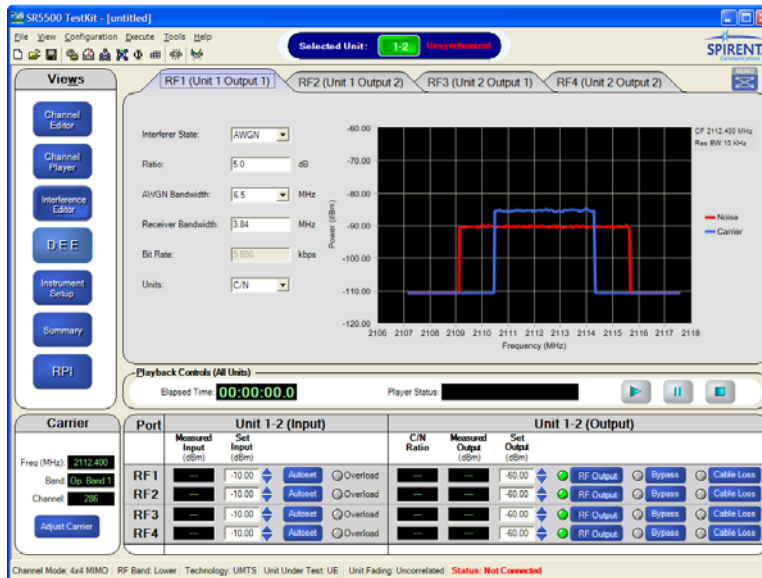 SR5500 TestKit - [untitled]
File View Configuration Execute Tools Help
Selected Unit: 1-2 Unsynchronized
SPIRENT
Communications
Views
Channel Editor
Channel Player
Interference Editor
DEE
Instrument Setup
Summary
RPI
RF1 (Unit 1 Output 1) RF2 (Unit 1 Output 2) RF3 (Unit 2 Output 1) RF4 (Unit 2 Output 2)
Interferer State: AWGN
Ratio: 5.0 dB
AWGN Bandwidth: 6.5 MHz
Receiver Bandwidth: 3.84 MHz
Bit Rate: 9.600 kbps
Units: C/N
Power (dBm)
-60.00
-70.00
-80.00
-90.00
-100.00
-110.00
-120.00
2106 2107 2108 2109 2110 2111 2112 2113 2114 2115 2116 2117 2118
Frequency (MHz)
CF 2112.400 MHz
Res BW 10 KHz
Noise
Carrier
Playback Controls (All Units)
Elapsed Time: 00:00:00.0 Player Status:
Carrier
Freq (MHz): 2112.400
Band: Op. Band 1
Channel: 286
Adjust Carrier
Port Unit 1-2 (Input) Unit 1-2 (Output)
Measured Input (dBm) Set Input (dBm) C/N Ratio Measured Output (dBm) Set Output (dBm)
RF1 --- -10.00 Autoset Overload --- --- -60.00 RF Output Bypass Cable Loss
RF2 --- -10.00 Autoset Overload --- --- -60.00 RF Output Bypass Cable Loss
RF3 --- -10.00 Autoset Overload --- --- -60.00 RF Output Bypass Cable Loss
RF4 --- -10.00 Autoset Overload --- --- -60.00 RF Output Bypass Cable Loss
Channel Mode: 4x4 MIMO RF Band: Lower Technology: UMTS Unit Under Test: UE Unit Fading: Uncorrelated Status: Not Connected